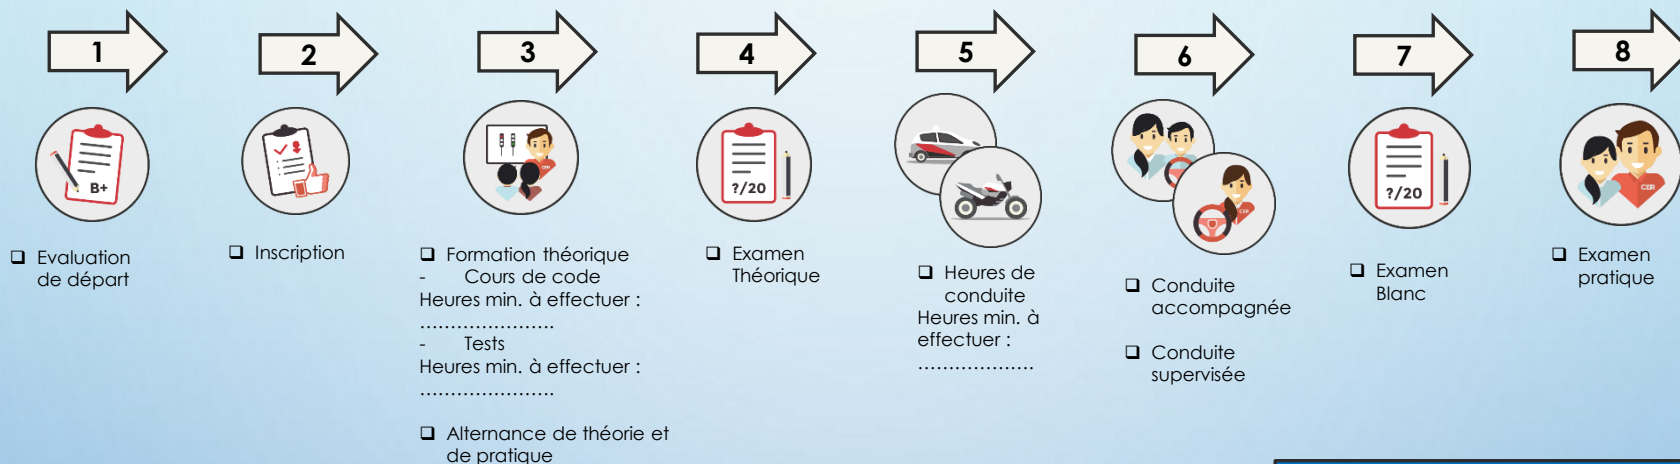 1
2
3
4
5
6
7
8
B+
?/20
?/20
CER
❑ Evaluation
de départ
❑ Inscription
❑ Formation théorique
- Cours de code
Heures min. à effectuer :
......................
- Tests
Heures min. à effectuer :
......................
❑ Alternance de théorie et
de pratique
❑ Examen
Théorique
❑ Heures de
conduite
Heures min. à
effectuer :
...................
❑ Conduite
accompagnée
❑ Conduite
supervisée
❑ Examen
Blanc
❑ Examen
pratique